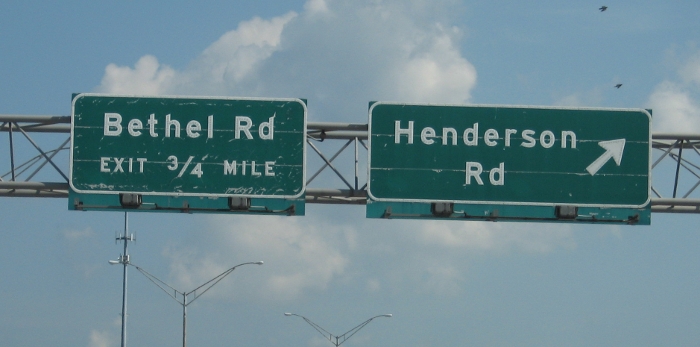 Bethel Rd
EXIT 3/4 MILE
Henderson
Rd